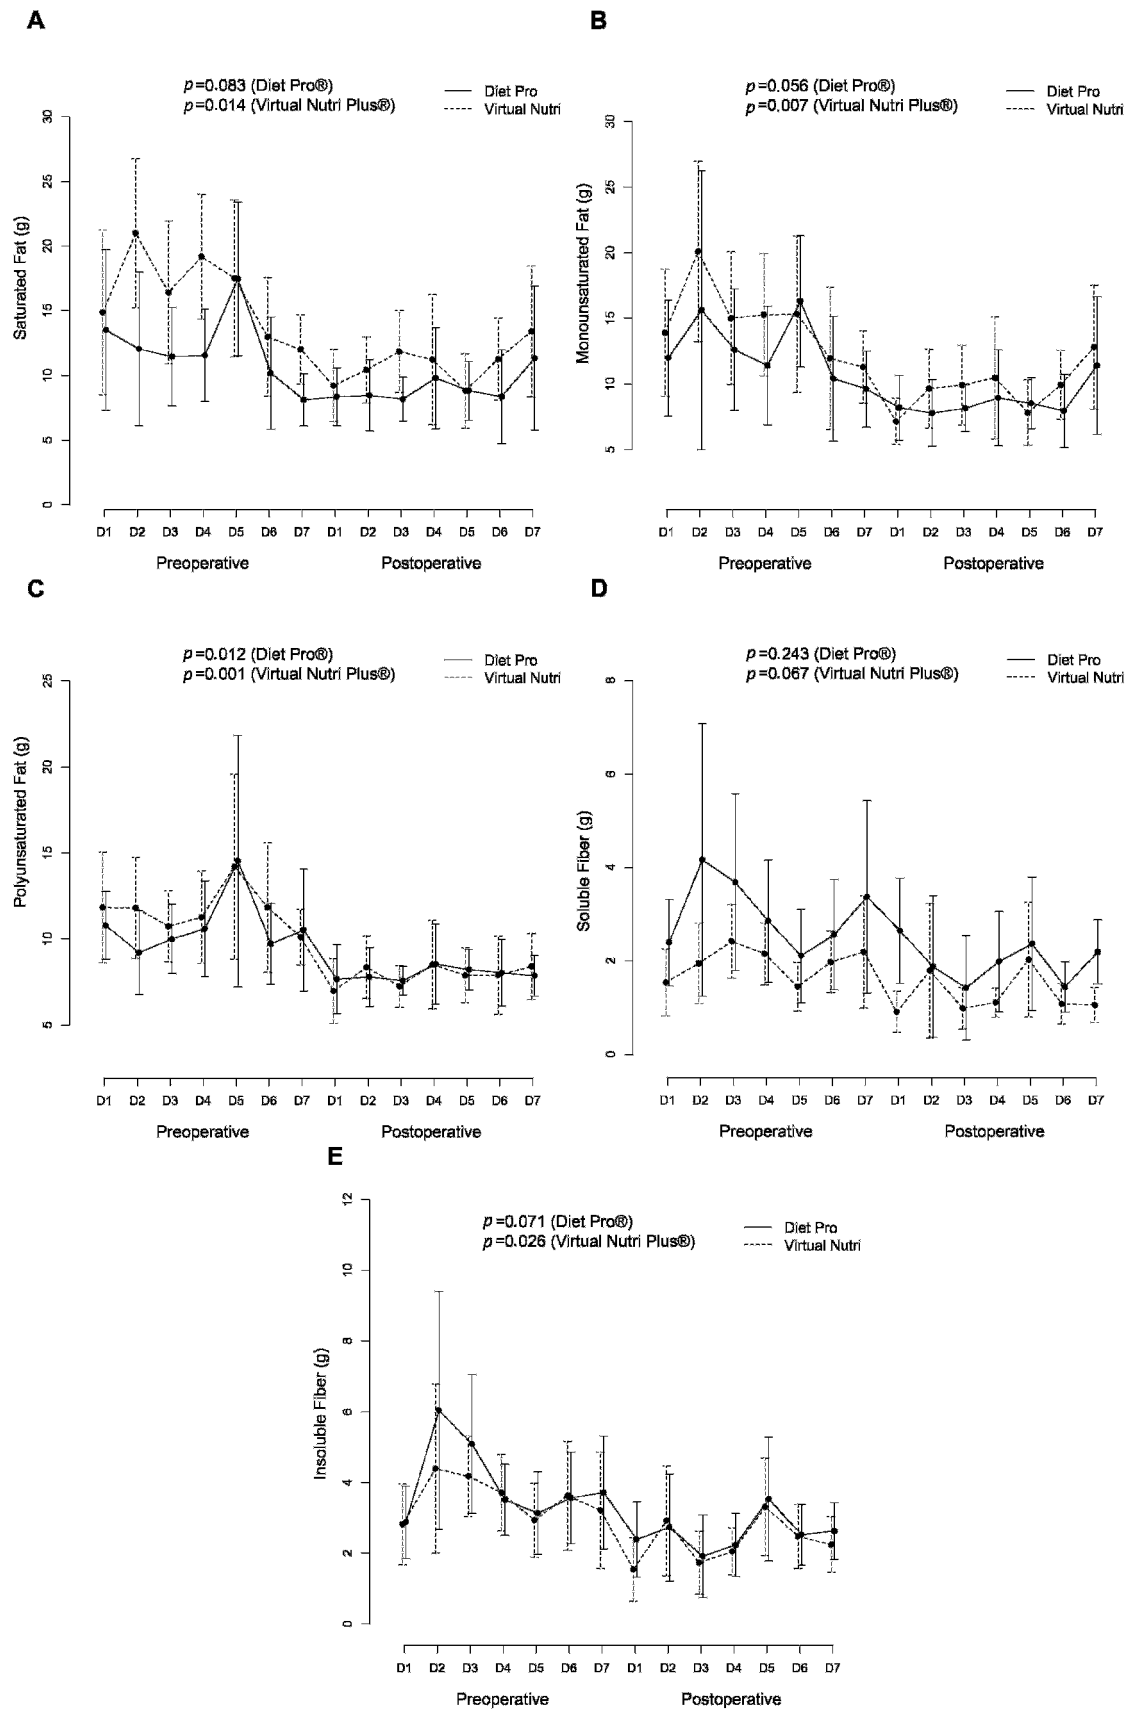 A
p=0.083 (Diet Pro®)
p=0.014 (Virtual Nutri Plus®)
Diet Pro
Virtual Nutri
Saturated Fat (g)
30
25
20
15
10
5
0
D1 D2 D3 D4 D5 D6 D7 D1 D2 D3 D4 D5 D6 D7
Preoperative Postoperative
B
p=0.056 (Diet Pro®)
p=0.007 (Virtual Nutri Plus®)
Diet Pro
Virtual Nutri
Monounsaturated Fat (g)
30
25
20
15
10
5
D1 D2 D3 D4 D5 D6 D7 D1 D2 D3 D4 D5 D6 D7
Preoperative Postoperative
C
p=0.012 (Diet Pro®)
p=0.001 (Virtual Nutri Plus®)
Diet Pro
Virtual Nutri
Polyunsaturated Fat (g)
25
20
15
10
5
D1 D2 D3 D4 D5 D6 D7 D1 D2 D3 D4 D5 D6 D7
Preoperative Postoperative
D
p=0.243 (Diet Pro®)
p=0.067 (Virtual Nutri Plus®)
Diet Pro
Virtual Nutri
Soluble Fiber (g)
8
6
4
2
0
D1 D2 D3 D4 D5 D6 D7 D1 D2 D3 D4 D5 D6 D7
Preoperative Postoperative
E
p=0.071 (Diet Pro®)
p=0.026 (Virtual Nutri Plus®)
Diet Pro
Virtual Nutri
Insoluble Fiber (g)
12
10
8
6
4
2
0
D1 D2 D3 D4 D5 D6 D7 D1 D2 D3 D4 D5 D6 D7
Preoperative Postoperative